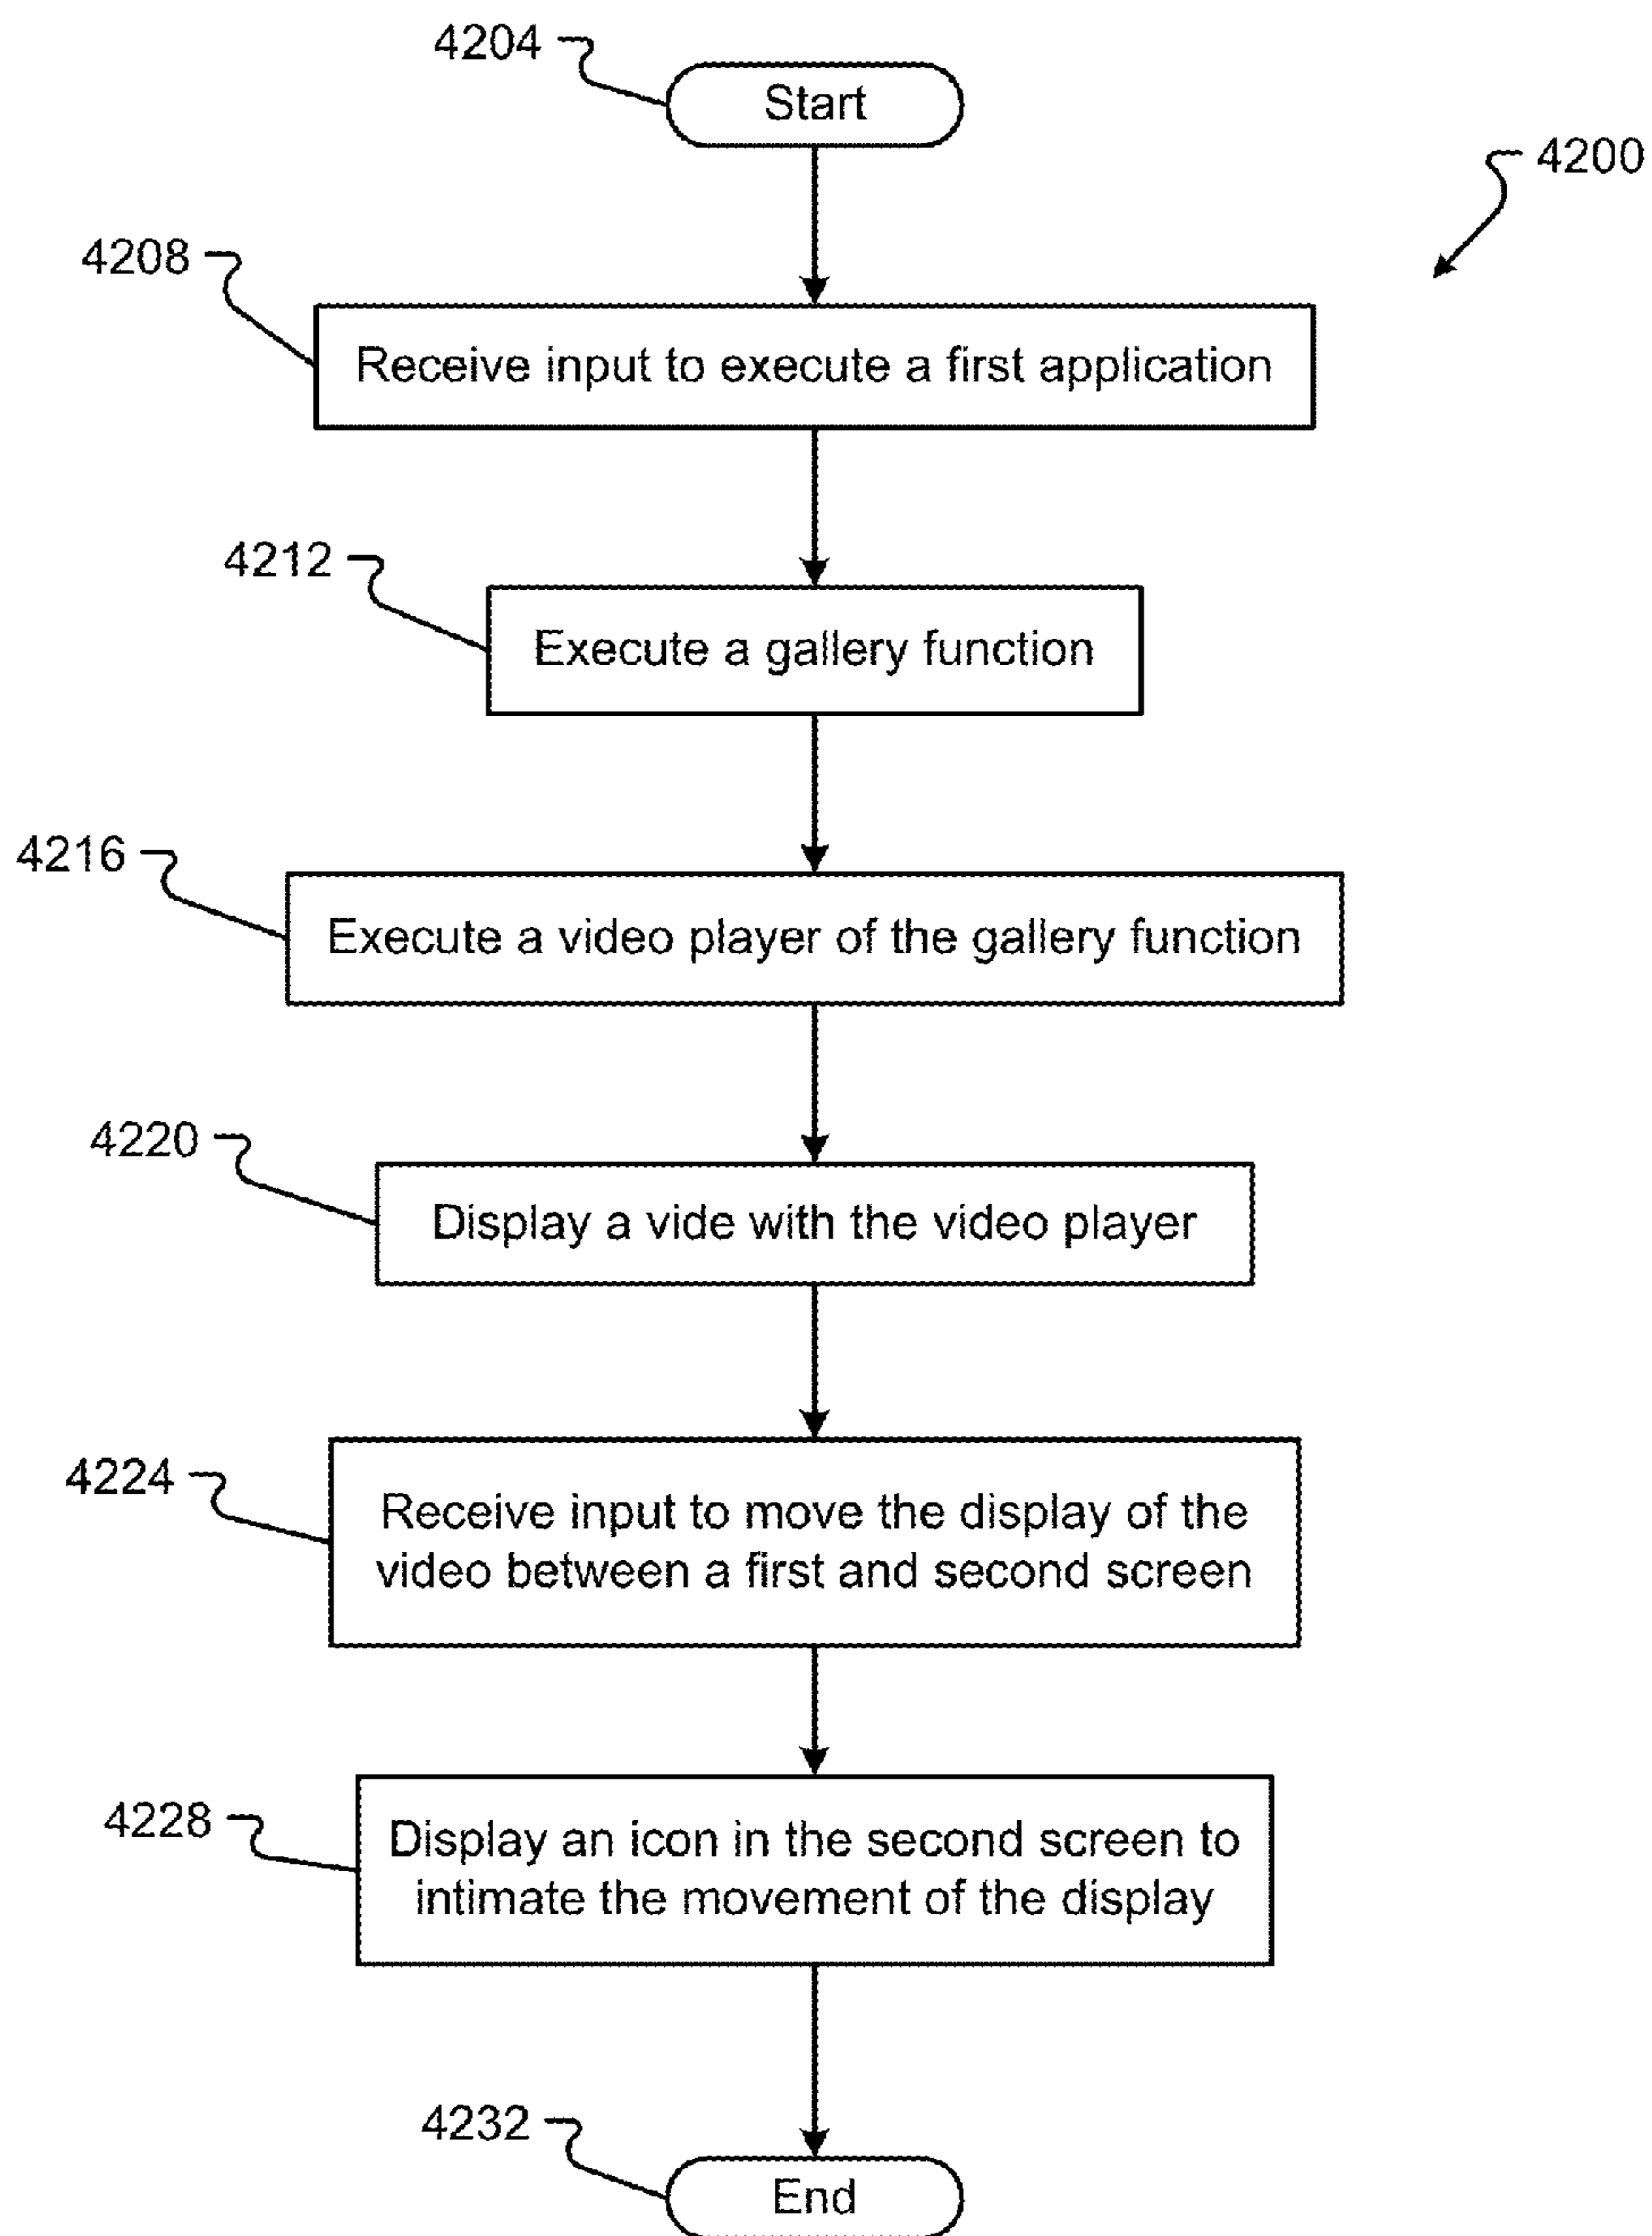 4204
Start
4200
4208
Receive input to execute a first application
4212
Execute a gallery function
4216
Execute a video player of the gallery function
4220
Display a vide with the video player
4224
Receive input to move the display of the
video between a first and second screen
4228
Display an icon in the second screen to
intimate the movement of the display
4232
End